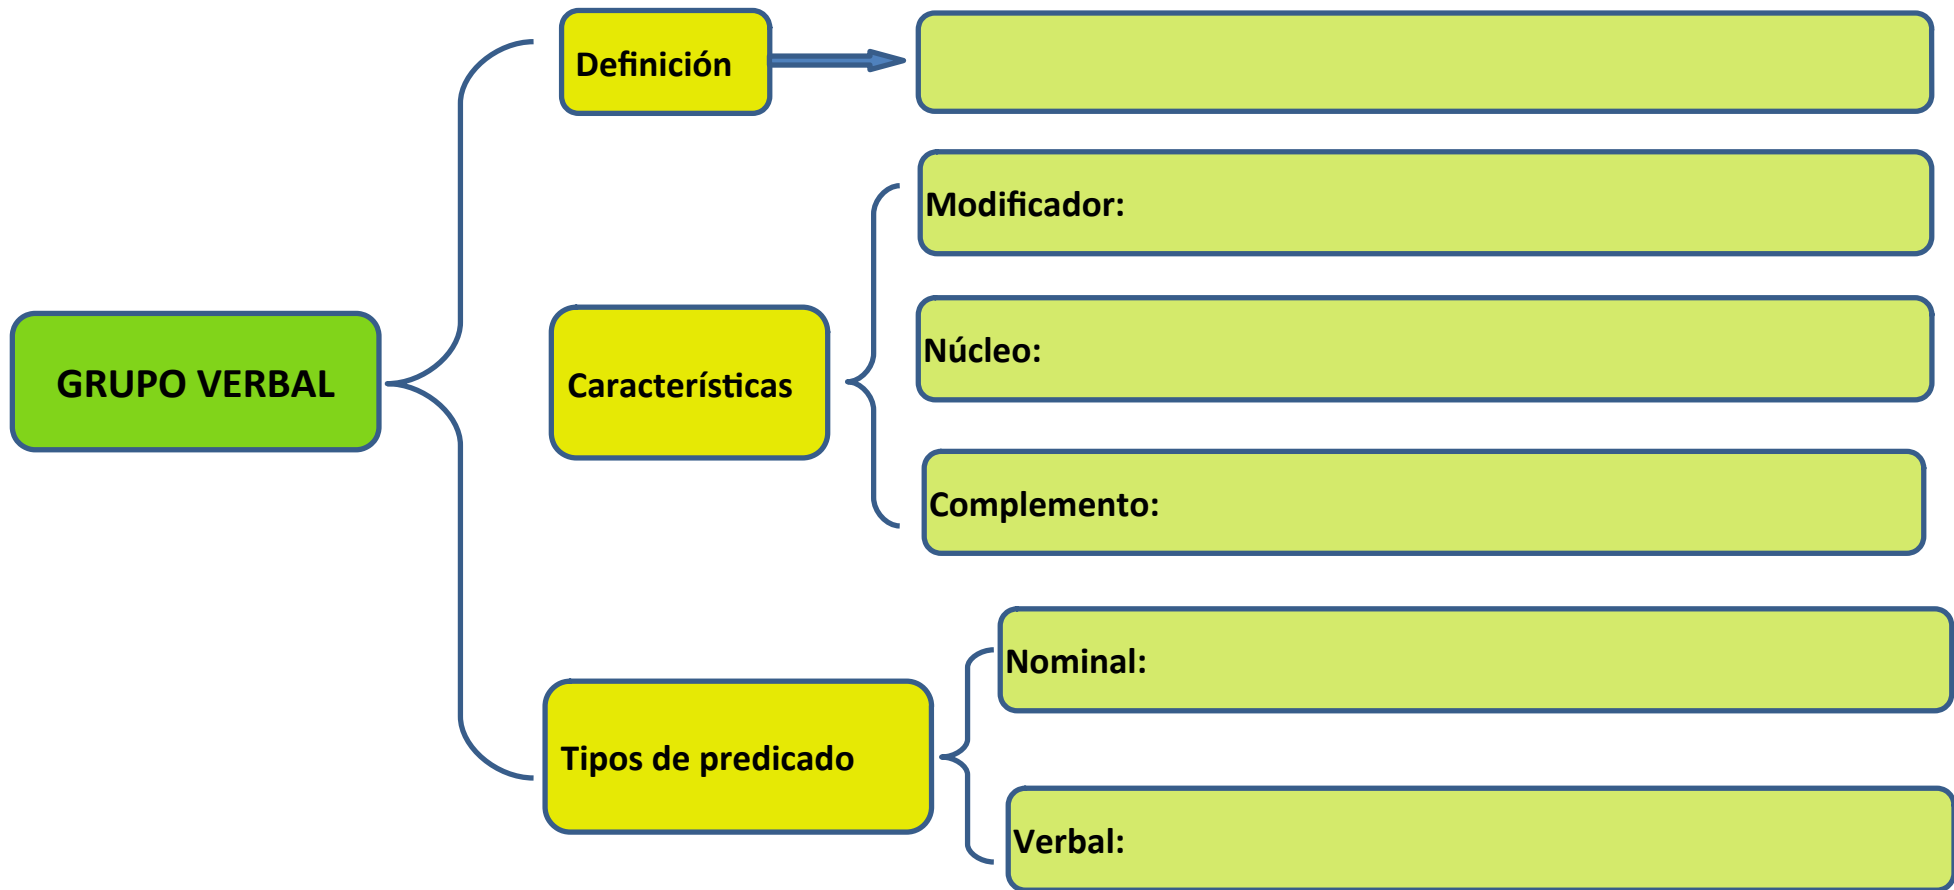 GRUPO VERBAL
Definición
Características
Modificador:
Núcleo:
Complemento:
Tipos de predicado
Nominal:
Verbal: